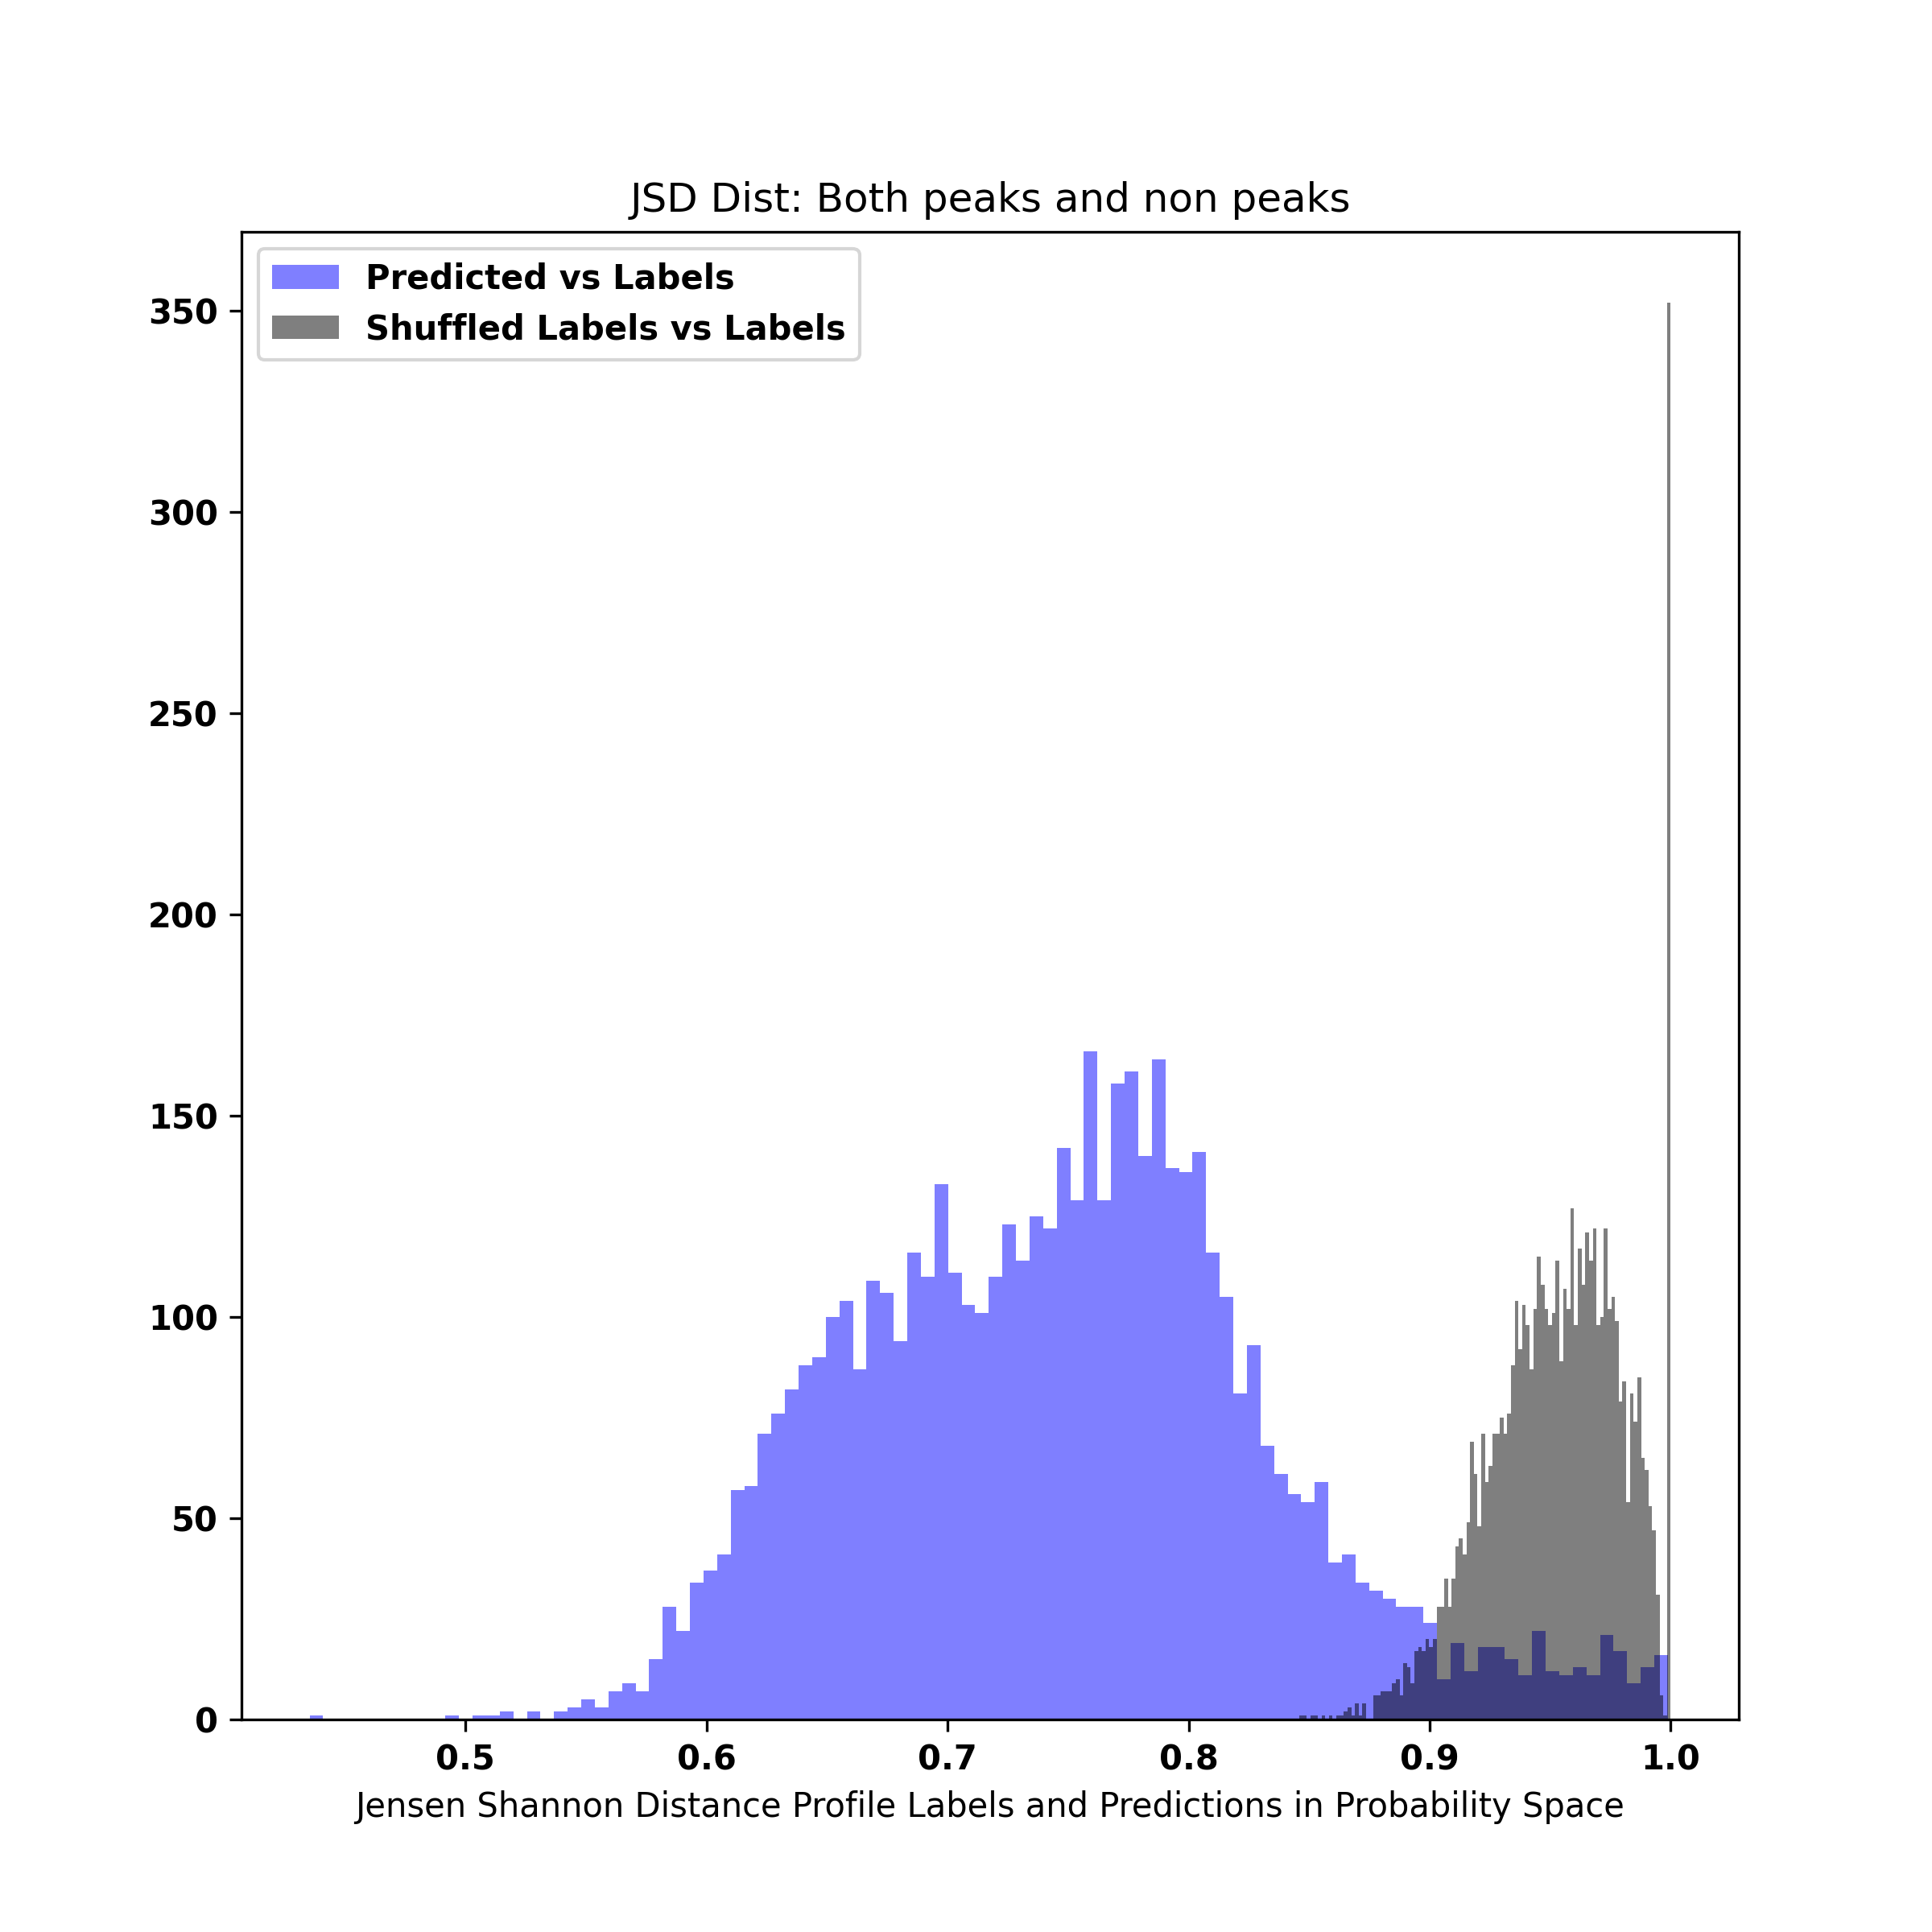 JSD Dist: Both peaks and non peaks
Predicted vs Labels
Shuffled Labels vs Labels
350
300
250
200
150
100
50
0
0.5 0.6 0.7 0.8 0.9 1.0
Jensen Shannon Distance Profile Labels and Predictions in Probability Space